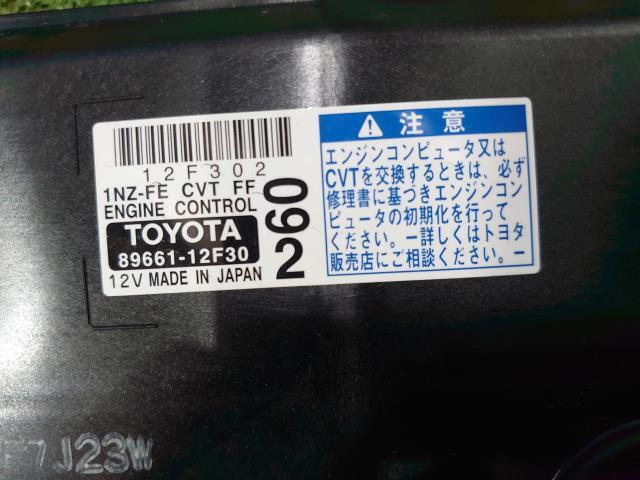 12F302
1NZ-FE CVT FF
ENGINE CONTROL
TOYOTA
89661-12F30
12V MADE IN JAPAN
260
注意
エンジンコンピュータ又は
CVTを交換するときは、必ず
修理書に基づきエンジンコン
ピュータの初期化を行って
ください。ー詳しくはトヨタ
販売店にご相談ください。ー
7J23W